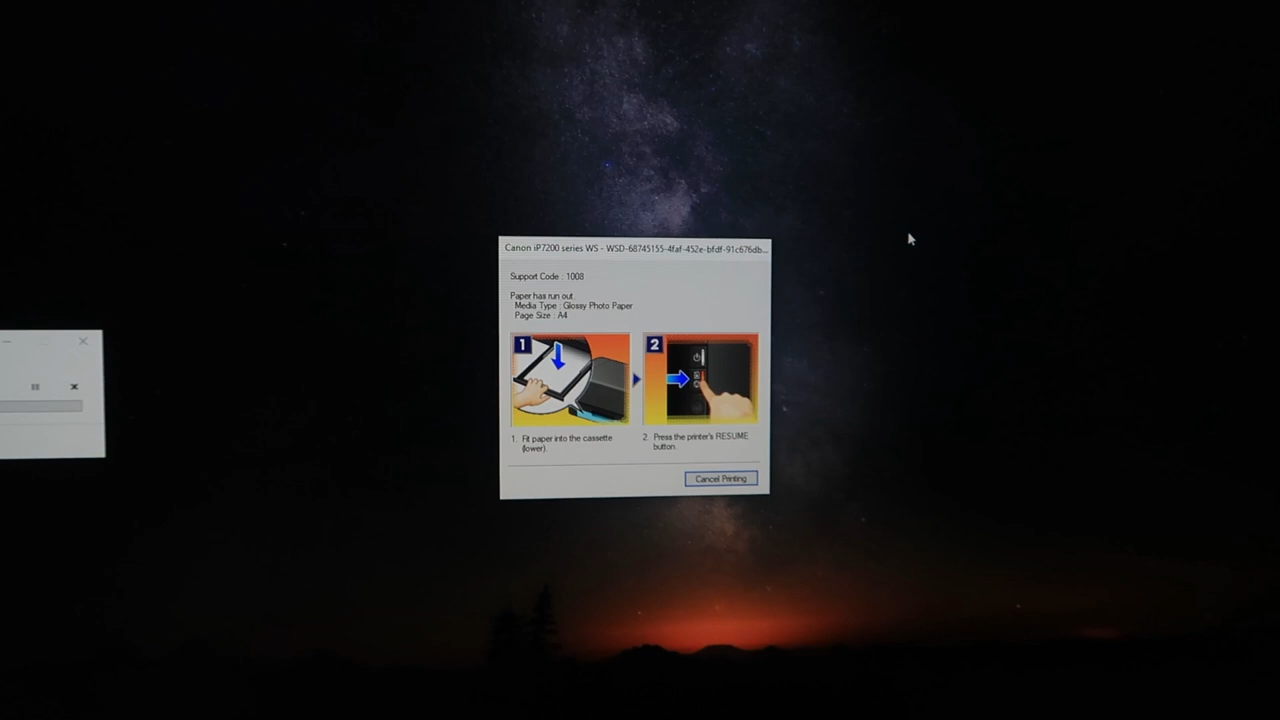 Canon iP7200 series WS - WSD-68745155-4faf-452e-bfdf-91c676db...
Support Code : 1008
Paper has run out.
Media Type : Glossy Photo Paper
Page Size : A4
1
2
1. Fit paper into the cassette
(lower).
2. Press the printer's RESUME
button.
Cancel Printing